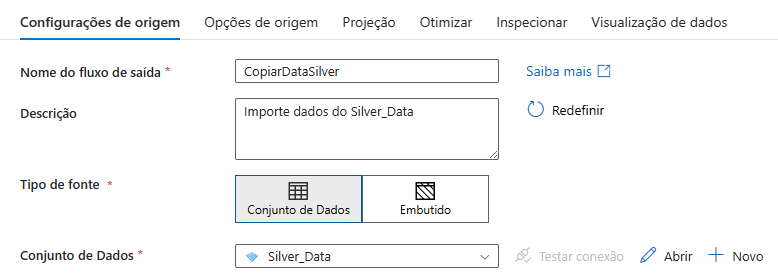 Configurações de origem Opções de origem Projeção Otimizar Inspecionar Visualização de dados
Nome do fluxo de saída * CopiarDataSilver Saiba mais
Descrição Importe dados do Silver_Data Redefinir
Tipo de fonte * Conjunto de Dados Embutido
Conjunto de Dados * Silver_Data Testar conexão Abrir Novo